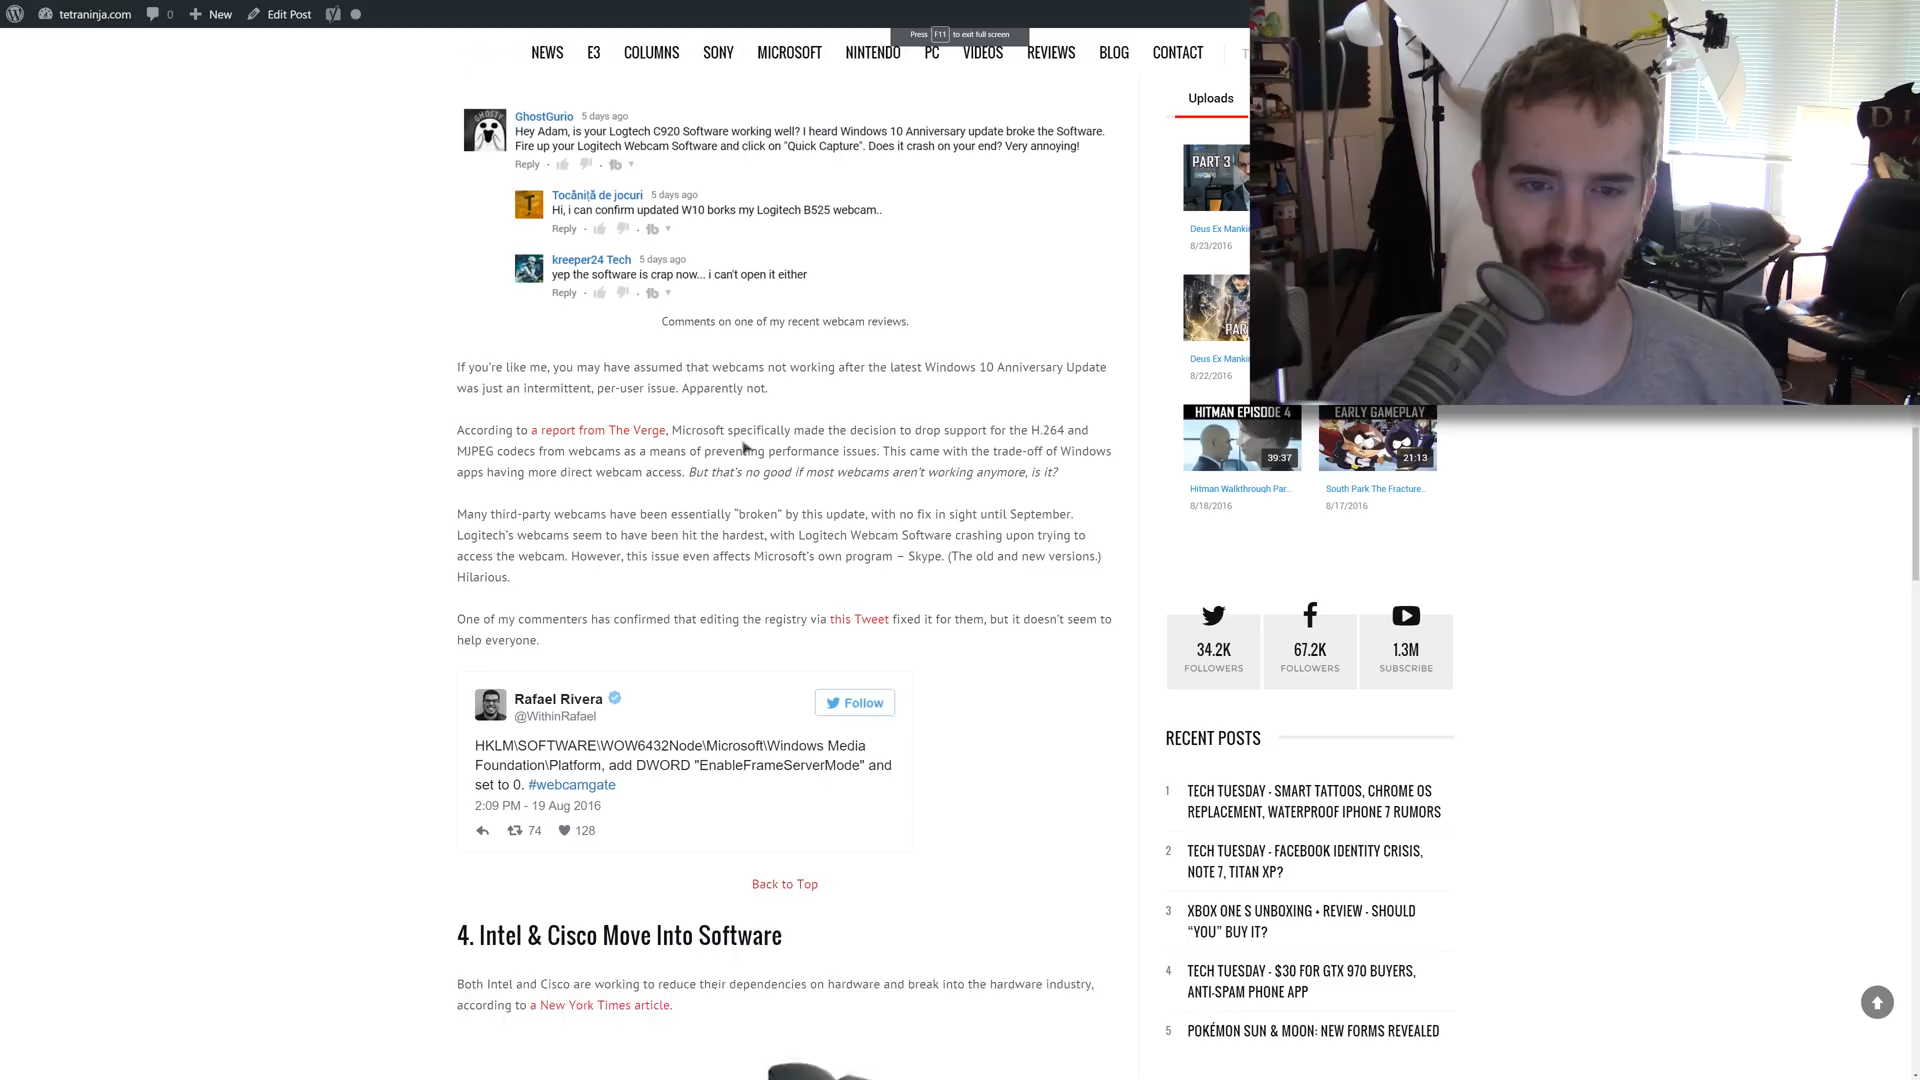 tetraninja.com 0 New Edit Post
Press F11 to exit full screen
NEWS E3 COLUMNS SONY MICROSOFT NINTENDO PC VIDEOS REVIEWS BLOG CONTACT
GhostGurio 5 days ago
Hey Adam, is your Logtech C920 Software working well? I heard Windows 10 Anniversary update broke the Software.
Fire up your Logitech Webcam Software and click on "Quick Capture". Does it crash on your end? Very annoying!
Reply
Tocăniță de jocuri 5 days ago
Hi, i can confirm updated W10 borks my Logitech B525 webcam..
Reply
kreeper24 Tech 5 days ago
yep the software is crap now... i can't open it either
Reply
Comments on one of my recent webcam reviews.
If you're like me, you may have assumed that webcams not working after the latest Windows 10 Anniversary Update
was just an intermittent, per-user issue. Apparently not.
According to a report from The Verge, Microsoft specifically made the decision to drop support for the H.264 and
MJPEG codecs from webcams as a means of preventing performance issues. This came with the trade-off of Windows
apps having more direct webcam access. But that's no good if most webcams aren't working anymore, is it?
Many third-party webcams have been essentially “broken” by this update, with no fix in sight until September.
Logitech's webcams seem to have been hit the hardest, with Logitech Webcam Software crashing upon trying to
access the webcam. However, this issue even affects Microsoft's own program – Skype. (The old and new versions.)
Hilarious.
One of my commenters has confirmed that editing the registry via this Tweet fixed it for them, but it doesn't seem to
help everyone.
Rafael Rivera
@WithinRafael
Follow
HKLM\SOFTWARE\WOW6432Node\Microsoft\Windows Media
Foundation\Platform, add DWORD "EnableFrameServerMode" and
set to 0. #webcamgate
2:09 PM - 19 Aug 2016
74 128
Back to Top
4. Intel & Cisco Move Into Software
Both Intel and Cisco are working to reduce their dependencies on hardware and break into the hardware industry,
according to a New York Times article.
Uploads
PART 3
Deus Ex Manki
8/23/2016
PAR
Deus Ex Manki
8/22/2016
HITMAN EPISODE 4
39:37
Hitman Walkthrough Par...
8/18/2016
EARLY GAMEPLAY
21:13
South Park The Fracture...
8/17/2016
34.2K
FOLLOWERS
67.2K
FOLLOWERS
1.3M
SUBSCRIBE
RECENT POSTS
1 TECH TUESDAY - SMART TATTOOS, CHROME OS
REPLACEMENT, WATERPROOF IPHONE 7 RUMORS
2 TECH TUESDAY - FACEBOOK IDENTITY CRISIS,
NOTE 7, TITAN XP?
3 XBOX ONE S UNBOXING + REVIEW - SHOULD
“YOU” BUY IT?
4 TECH TUESDAY - $30 FOR GTX 970 BUYERS,
ANTI-SPAM PHONE APP
5 POKÉMON SUN & MOON: NEW FORMS REVEALED